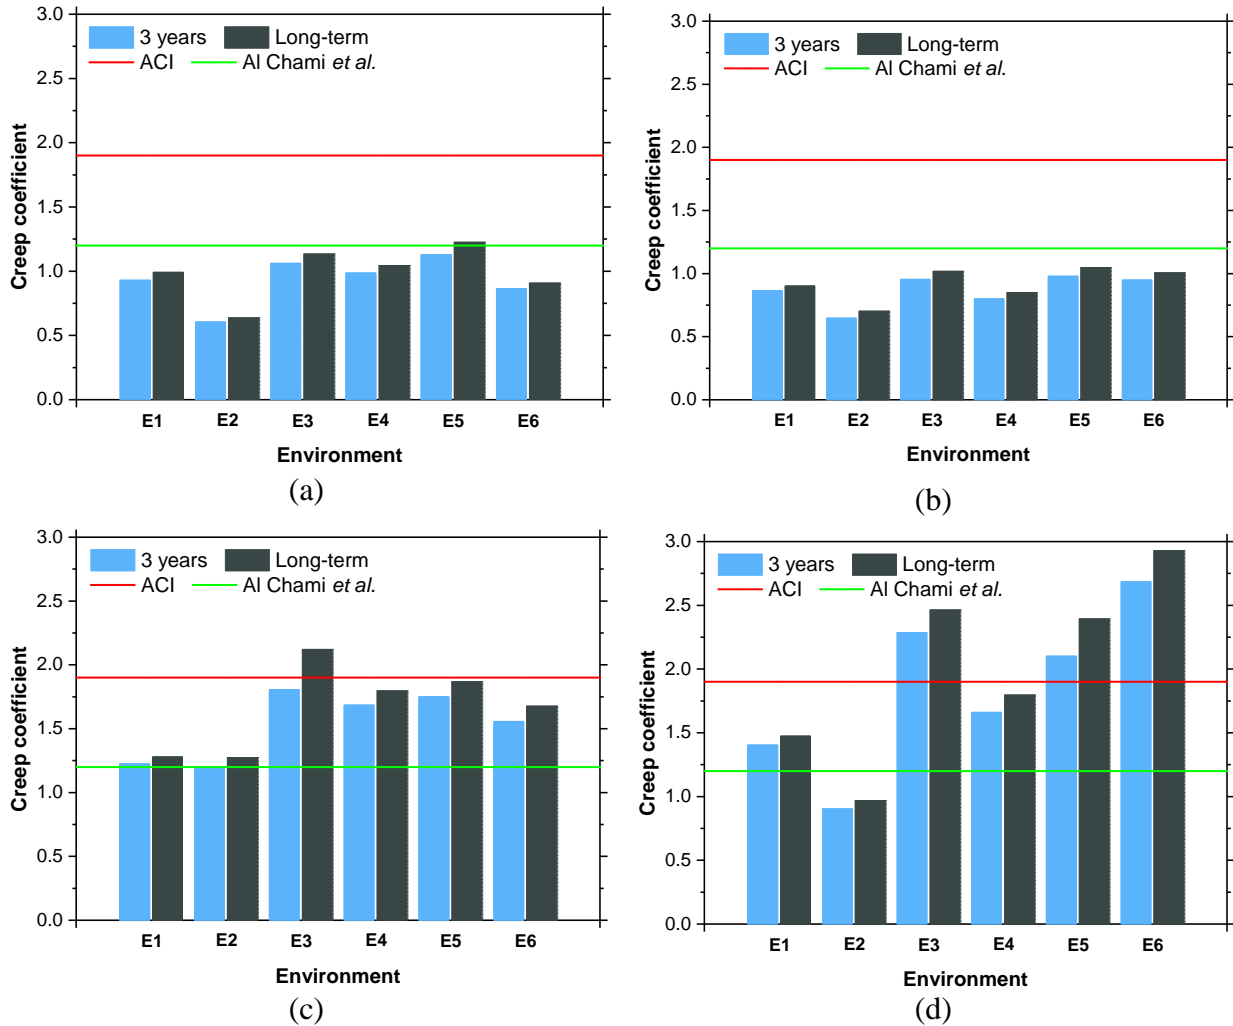 3 years Long-term
ACI Al Chami et al.
Creep coefficient
3.0
2.5
2.0
1.5
1.0
0.5
0.0
E1 E2 E3 E4 E5 E6
Environment
(a)
3 years Long-term
ACI Al Chami et al.
Creep coefficient
3.0
2.5
2.0
1.5
1.0
0.5
0.0
E1 E2 E3 E4 E5 E6
Environment
(b)
3 years Long-term
ACI Al Chami et al.
Creep coefficient
3.0
2.5
2.0
1.5
1.0
0.5
0.0
E1 E2 E3 E4 E5 E6
Environment
(c)
3 years Long-term
ACI Al Chami et al.
Creep coefficient
3.0
2.5
2.0
1.5
1.0
0.5
0.0
E1 E2 E3 E4 E5 E6
Environment
(d)